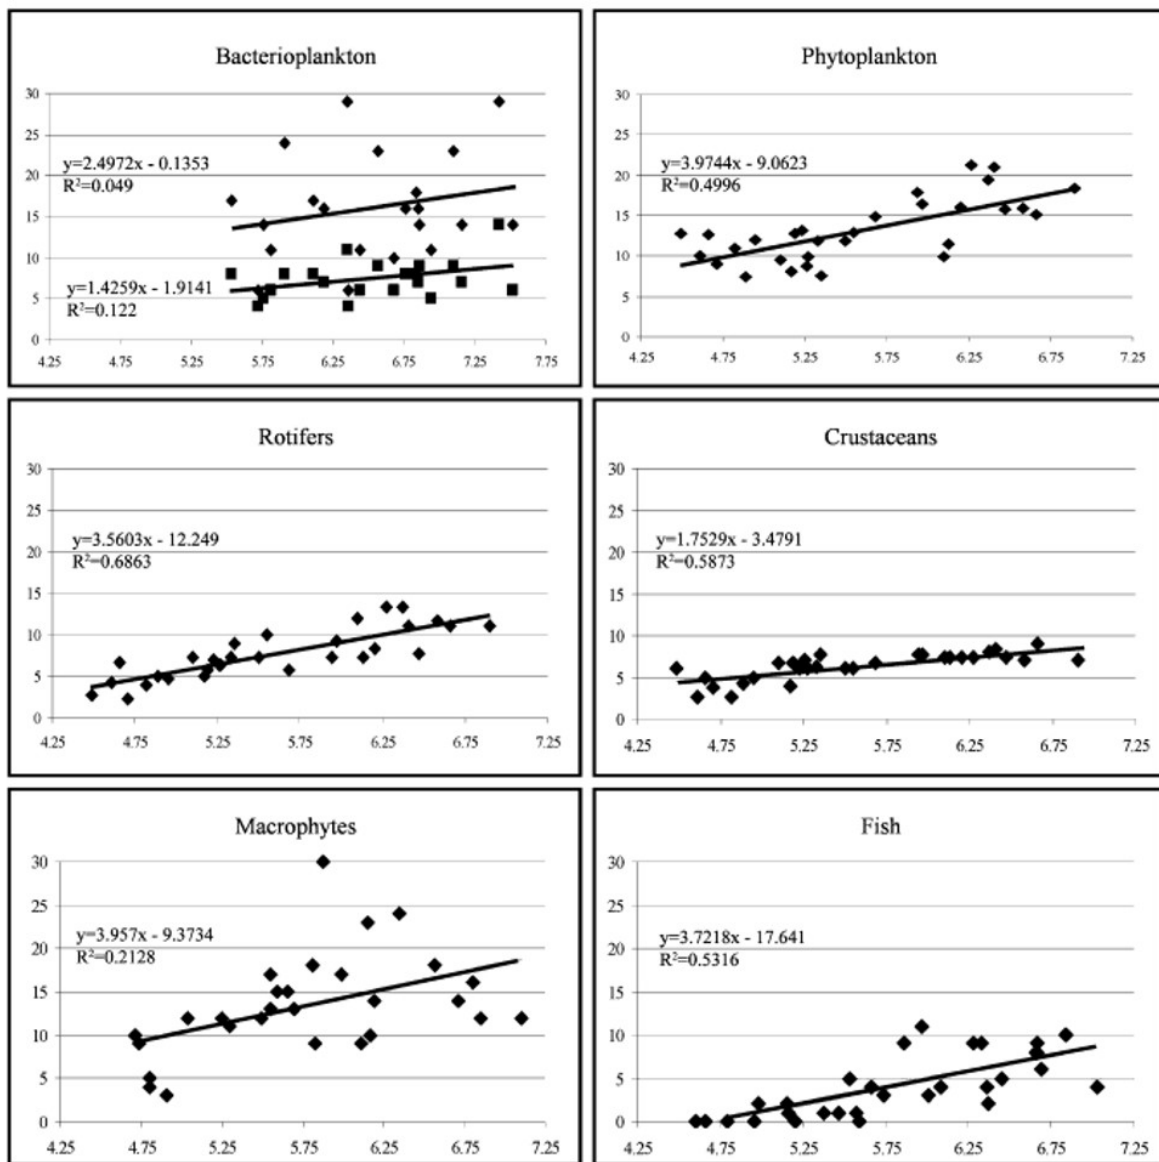 Bacterioplankton
30
25
20
15
10
5
0
y=2.4972x - 0.1353
R²=0.049
y=1.4259x - 1.9141
R²=0.122
4.25 5.25 5.75 6.25 6.75 7.25 7.75
Phytoplankton
30
25
20
15
10
5
0
y=3.9744x - 9.0623
R²=0.4996
4.25 4.75 5.25 5.75 6.25 6.75 7.25
Rotifers
30
25
20
15
10
5
0
y=3.5603x - 12.249
R²=0.6863
4.25 4.75 5.25 5.75 6.25 6.75 7.25
Crustaceans
30
25
20
15
10
5
0
y=1.7529x - 3.4791
R²=0.5873
4.25 4.75 5.25 5.75 6.25 6.75 7.25
Macrophytes
30
25
20
15
10
5
0
y=3.957x - 9.3734
R²=0.2128
4.25 4.75 5.25 5.75 6.25 6.75 7.25
Fish
30
25
20
15
10
5
0
y=3.7218x - 17.641
R²=0.5316
4.25 4.75 5.25 5.75 6.25 6.75 7.25